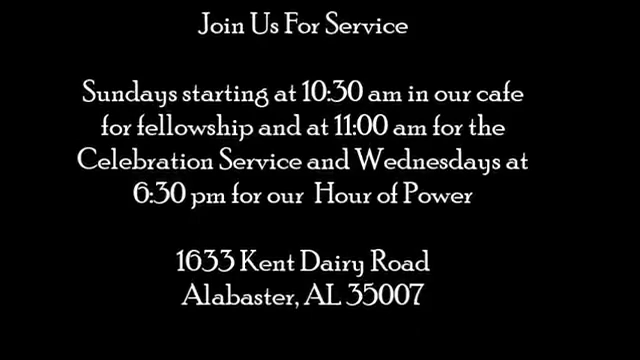 Join Us For Service
Sundays starting at 10:30 am in our cafe
for fellowship and at 11:00 am for the
Celebration Service and Wednesdays at
6:30 pm for our Hour of Power
1633 Kent Dairy Road
Alabaster, AL 35007